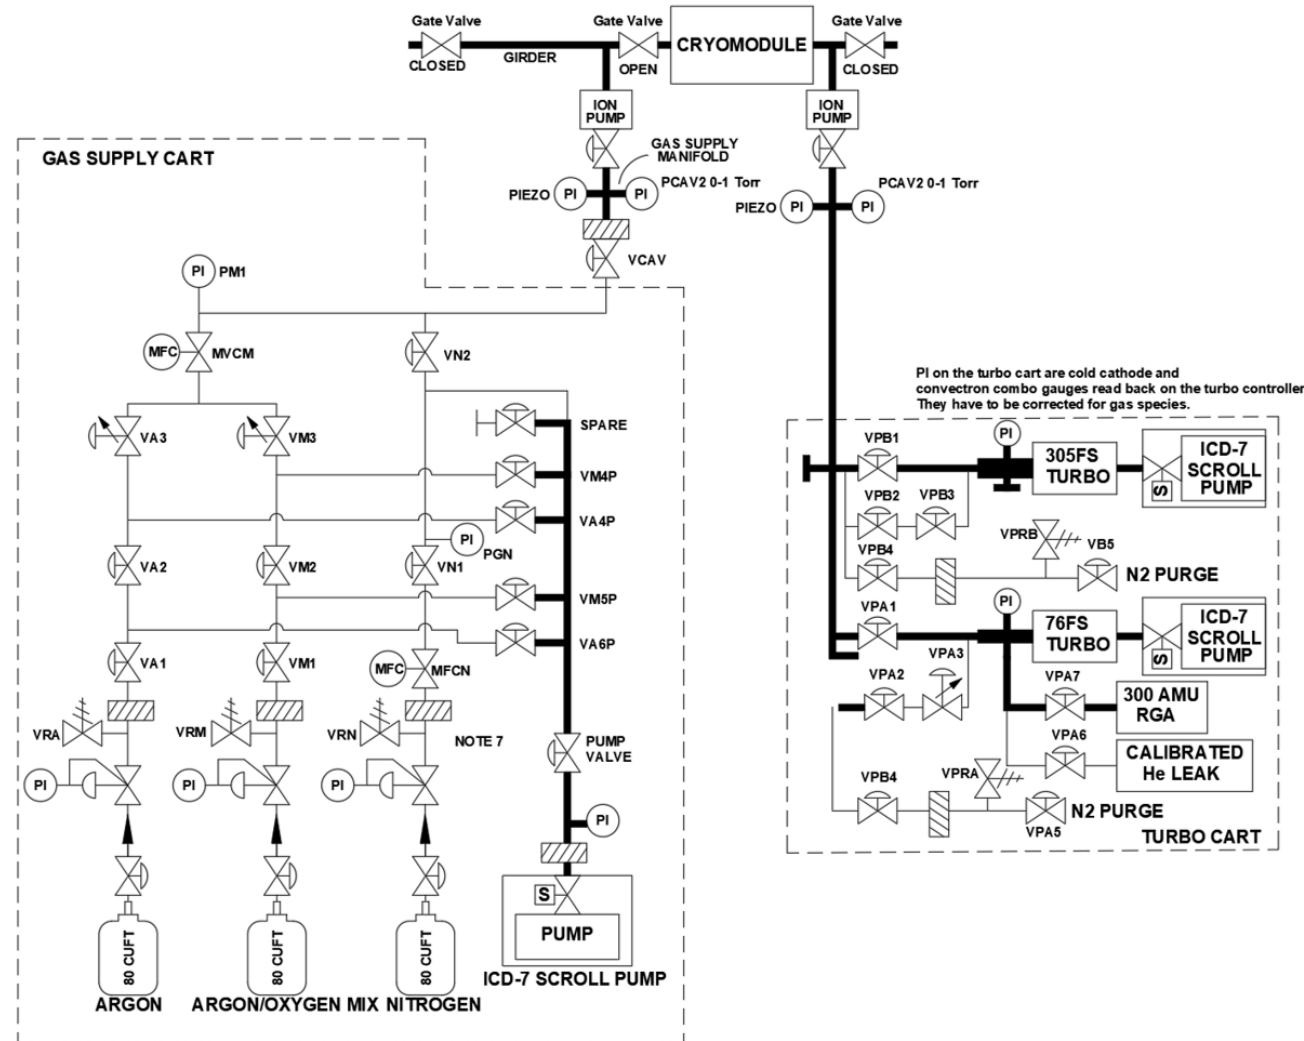 Gate Valve
CLOSED
GIRDER
Gate Valve
OPEN
CRYOMODULE
Gate Valve
CLOSED
ION
PUMP
ION
PUMP
GAS SUPPLY
MANIFOLD
PIEZO
PI
PI
PCAV2 0-1 Torr
PIEZO
PI
PI
PCAV2 0-1 Torr
VCAV
GAS SUPPLY CART
PI
PM1
MFC
MVCM
VN2
VA3
VM3
SPARE
VM4P
VA4P
PI
PGN
VA2
VM2
VN1
VM5P
VA6P
VA1
VM1
MFC
MFCN
VRA
VRM
VRN
NOTE 7
PUMP
VALVE
PI
PI
PI
PI
S
PUMP
ICD-7 SCROLL PUMP
80 CUFT
80 CUFT
80 CUFT
ARGON
ARGON/OXYGEN MIX
NITROGEN
PI on the turbo cart are cold cathode and
convectron combo gauges read back on the turbo controller
They have to be corrected for gas species.
VPB1
PI
305FS
TURBO
S
ICD-7
SCROLL
PUMP
VPB2
VPB3
VPB4
VPRB
VB5
N2 PURGE
VPA1
PI
76FS
TURBO
S
ICD-7
SCROLL
PUMP
VPA2
VPA3
VPA7
300 AMU
RGA
VPA6
CALIBRATED
He LEAK
VPB4
VPRA
VPA5
N2 PURGE
TURBO CART